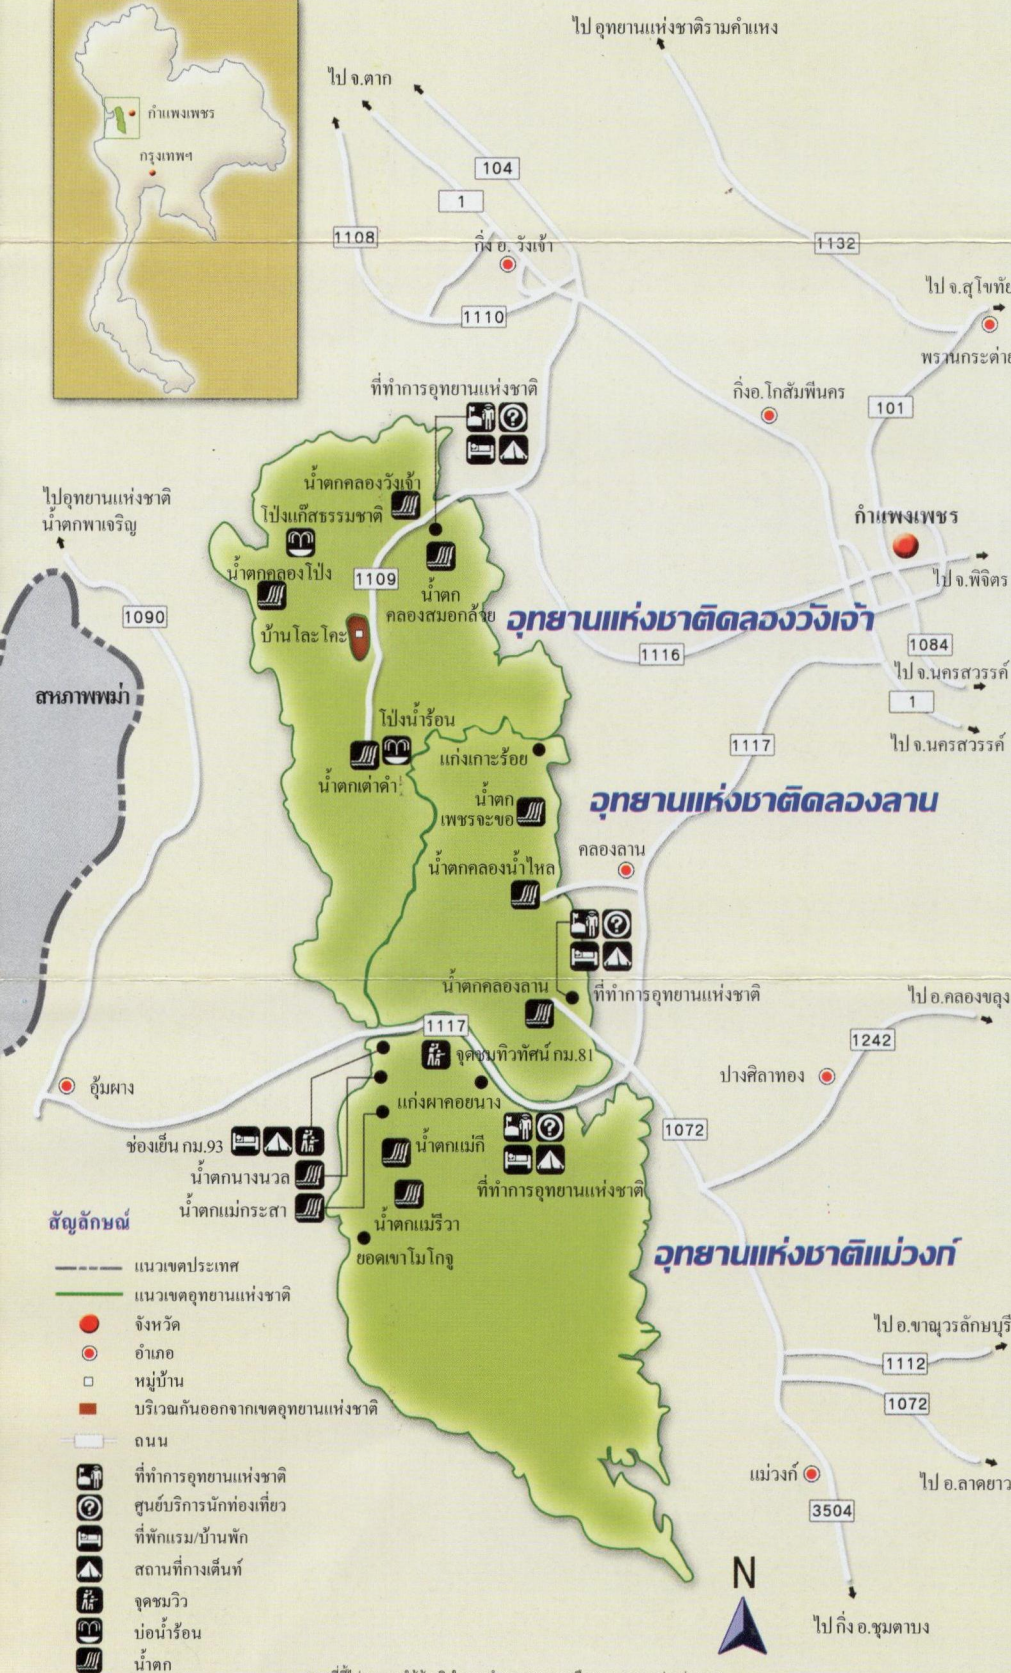 กำแพงเพชร
กรุงเทพฯ
ไป อุทยานแห่งชาติรามคำแหง
ไป จ.ตาก
104
1
1108
กิ่ง อ. วังเจ้า
1132
1110
ไป จ.สุโขทัย
พรานกระต่าย
ที่ทำการอุทยานแห่งชาติ
กิ่งอ.โกสัมพีนคร
101
น้ำตกคลองวังเจ้า
โป่งแก๊สธรรมชาติ
ไปอุทยานแห่งชาติ
น้ำตกพาเจริญ
กำแพงเพชร
น้ำตกคลองโป่ง
1109
น้ำตก
คลองสมอกล้วย
ไป จ.พิจิตร
1090
อุทยานแห่งชาติคลองวังเจ้า
บ้านโละโคะ
1116
1084
สหภาพพม่า
ไป จ.นครสวรรค์
1
โป่งน้ำร้อน
1117
ไป จ.นครสวรรค์
แก่งเกาะร้อย
น้ำตกเต่าดำ
น้ำตก
เพชรจะขอ
อุทยานแห่งชาติคลองลาน
คลองลาน
น้ำตกคลองน้ำไหล
น้ำตกคลองลาน
ที่ทำการอุทยานแห่งชาติ
ไป อ.คลองขลุง
1117
จุดชมทิวทัศน์ กม.81
1242
อุ้มผาง
ปางศิลาทอง
แก่งผาคอยนาง
1072
ช่องเย็น กม.93
น้ำตกแม่กี
น้ำตกนางนวล
ที่ทำการอุทยานแห่งชาติ
น้ำตกแม่กระสา
น้ำตกแม่รีวา
ยอดเขาโมโกจู
อุทยานแห่งชาติแม่วงก์
สัญลักษณ์
แนวเขตประเทศ
แนวเขตอุทยานแห่งชาติ
จังหวัด
อำเภอ
หมู่บ้าน
บริเวณกันออกจากเขตอุทยานแห่งชาติ
ถนน
ที่ทำการอุทยานแห่งชาติ
ศูนย์บริการนักท่องเที่ยว
ที่พักแรม/บ้านพัก
สถานที่กางเต็นท์
จุดชมวิว
บ่อน้ำร้อน
น้ำตก
ไป อ.ขาณุวรลักษบุรี
1112
1072
แม่วงก์
ไป อ.ลาดยาว
3504
N
ไป กิ่ง อ.ชุมตาบง